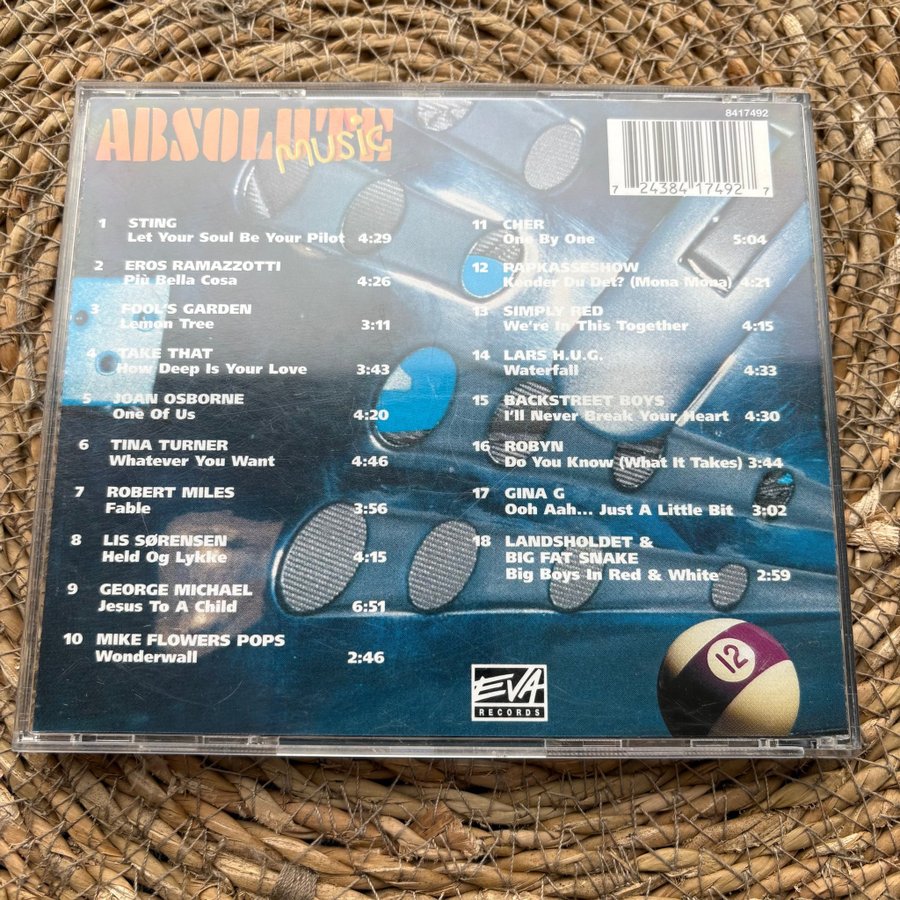 ABSOLUTE
MUSIC
8417492
7 24384 17492 7
1 STING
Let Your Soul Be Your Pilot 4:29
2 EROS RAMAZZOTTI
Più Bella Cosa 4:26
3 FOOL'S GARDEN
Lemon Tree 3:11
4 TAKE THAT
How Deep Is Your Love 3:43
5 JOAN OSBORNE
One Of Us 4:20
6 TINA TURNER
Whatever You Want 4:46
7 ROBERT MILES
Fable 3:56
8 LIS SØRENSEN
Held Og Lykke 4:15
9 GEORGE MICHAEL
Jesus To A Child 6:51
10 MIKE FLOWERS POPS
Wonderwall 2:46
11 CHER
One By One 5:04
12 RAPKASSESHOW
Kender Du Det? (Mona Mona) 4:21
13 SIMPLY RED
We're In This Together 4:15
14 LARS H.U.G.
Waterfall 4:33
15 BACKSTREET BOYS
I'll Never Break Your Heart 4:30
16 ROBYN
Do You Know (What It Takes) 3:44
17 GINA G
Ooh Aah... Just A Little Bit 3:02
18 LANDSHOLDET &
BIG FAT SNAKE
Big Boys In Red & White 2:59
EVA
RECORDS
12